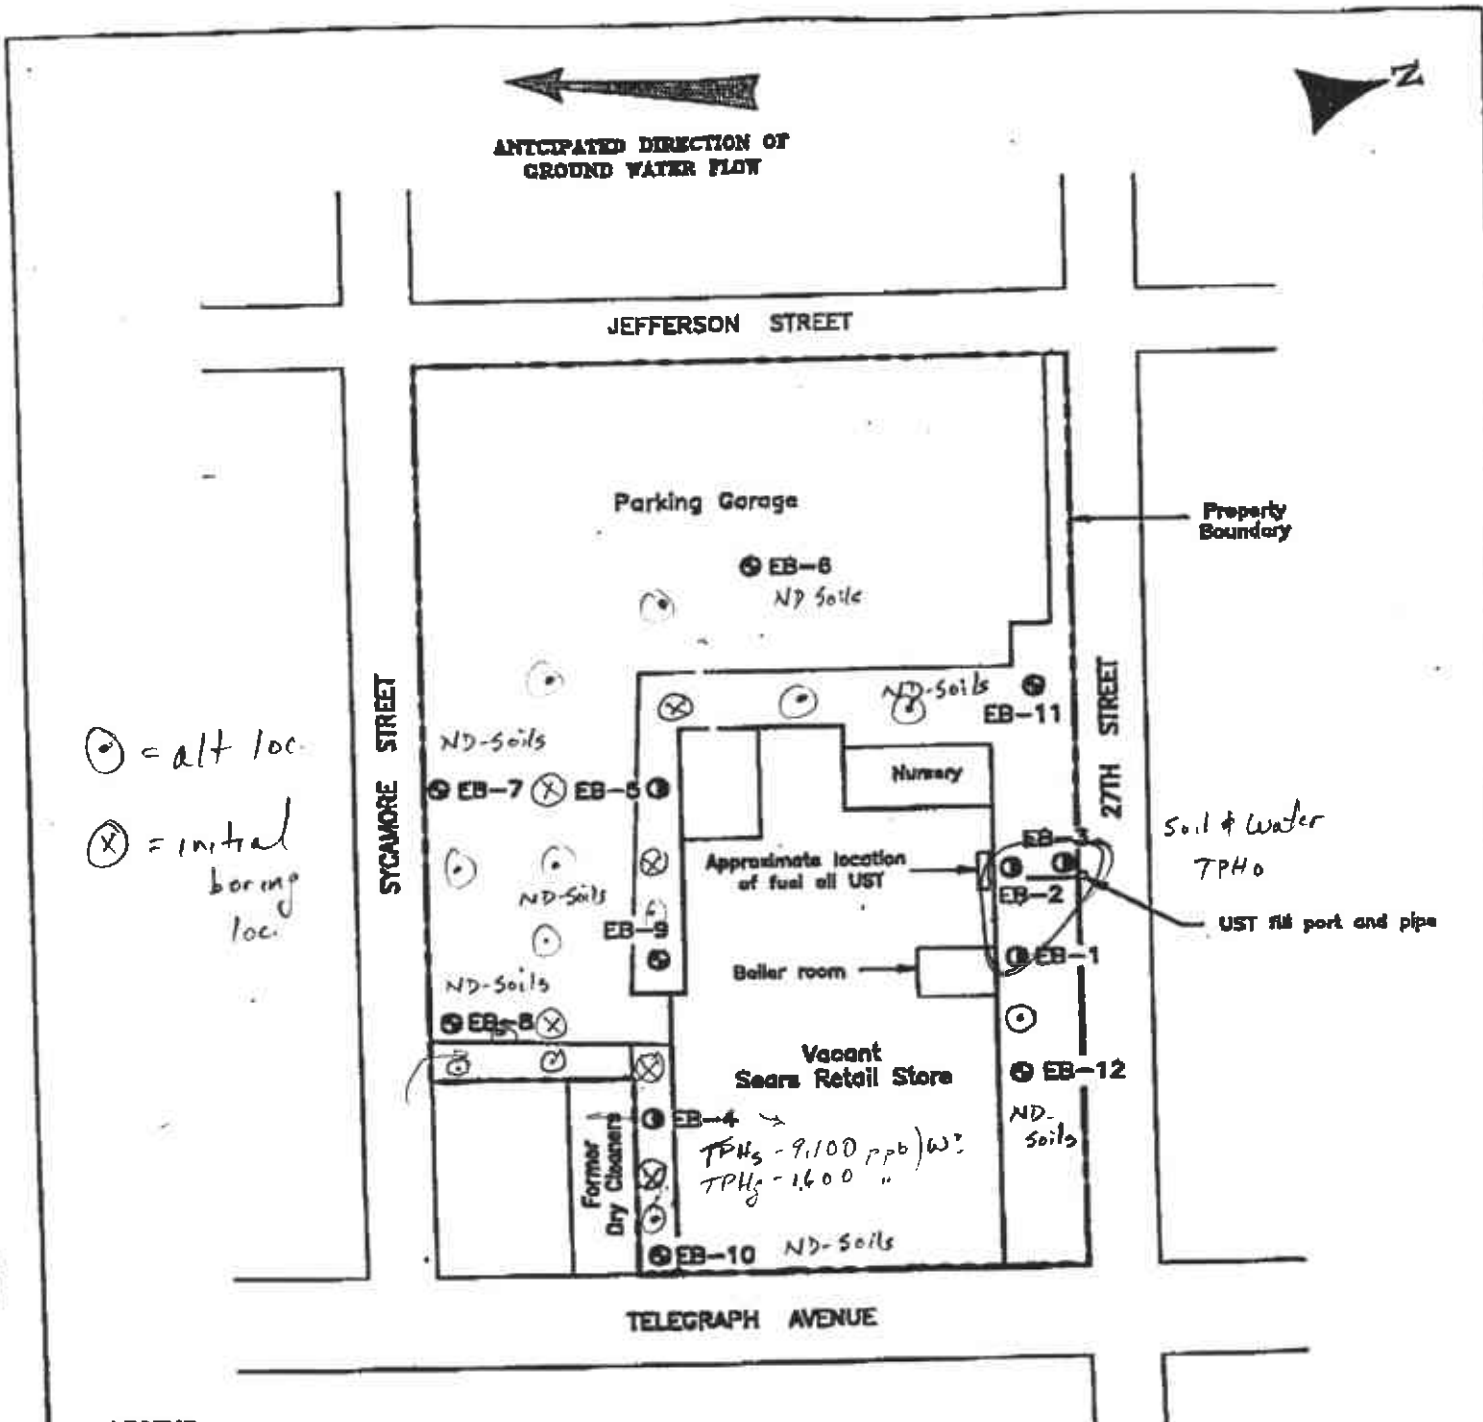 N
ANTCIPATED DIRECTION OF
GROUND WATER FLOW
JEFFERSON STREET
Parking Garage
Property
Boundary
EB-6
ND Soils
SYCAMORE STREET
27TH STREET
ND-Soils
EB-11
⊙ = alt loc.
ⓧ = initial
boring
loc.
ND-Soils
EB-7
EB-5
Nursery
Approximate location
of fuel oil UST
EB-3
EB-2
Soil & Water
TPHo
UST fill port and pipe
ND-Soils
EB-9
Boiler room
EB-1
ND-Soils
EB-8
Vacant
Sears Retail Store
EB-12
ND-
Soils
Former
Dry Cleaners
EB-4
TPHs - 9,100 ppb
TPHg - 1,600 "
EB-10
ND-Soils
TELEGRAPH AVENUE